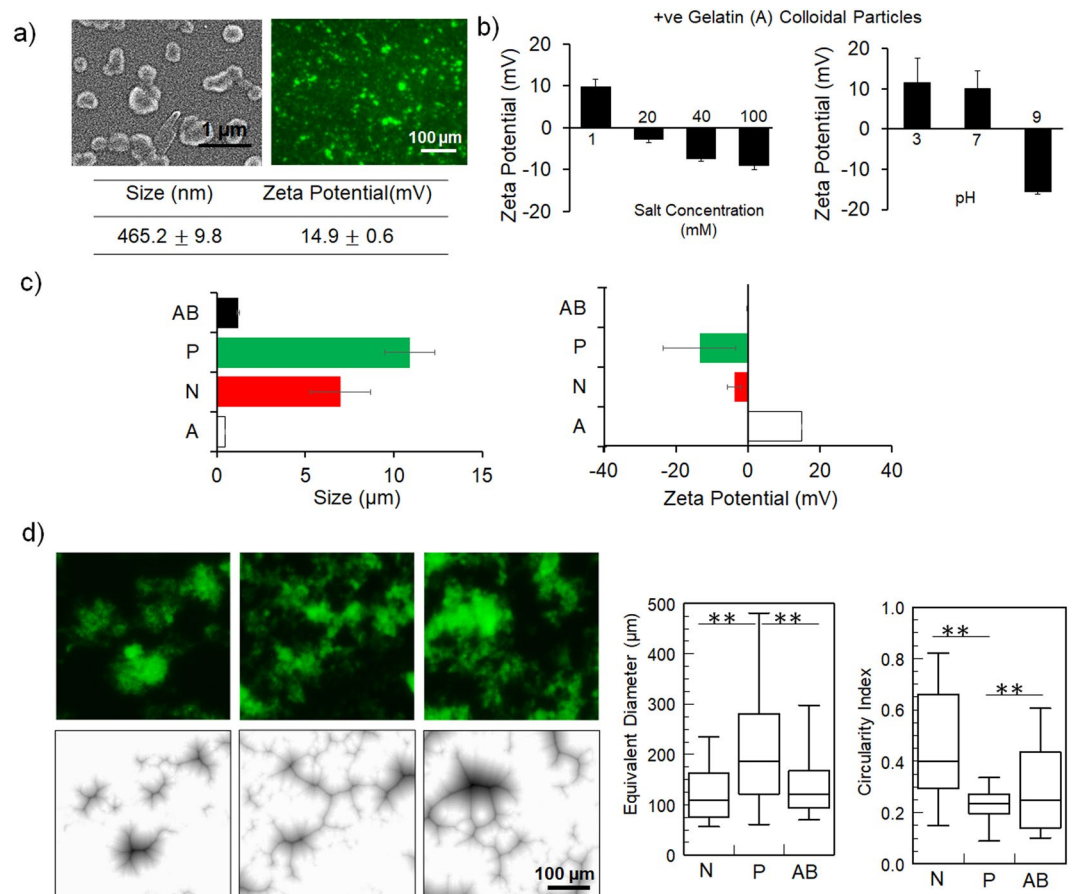 a)
1 µm
100 µm
Size (nm) Zeta Potential(mV)
465.2 ± 9.8 14.9 ± 0.6
b)
+ve Gelatin (A) Colloidal Particles
Zeta Potential (mV)
20
10
0
-10
-20
1
20
40
100
Salt Concentration
(mM)
Zeta Potential (mV)
20
10
0
-10
-20
3
7
9
pH
c)
AB
P
N
A
0 5 10 15
Size (µm)
AB
P
N
A
-40 -20 0 20 40
Zeta Potential (mV)
d)
100 µm
Equivalent Diameter (µm)
500
450
300
250
200
150
100
0
** **
N P AB
Circularity Index
1.0
0.8
0.6
0.4
0.2
0.0
**
**
N P AB